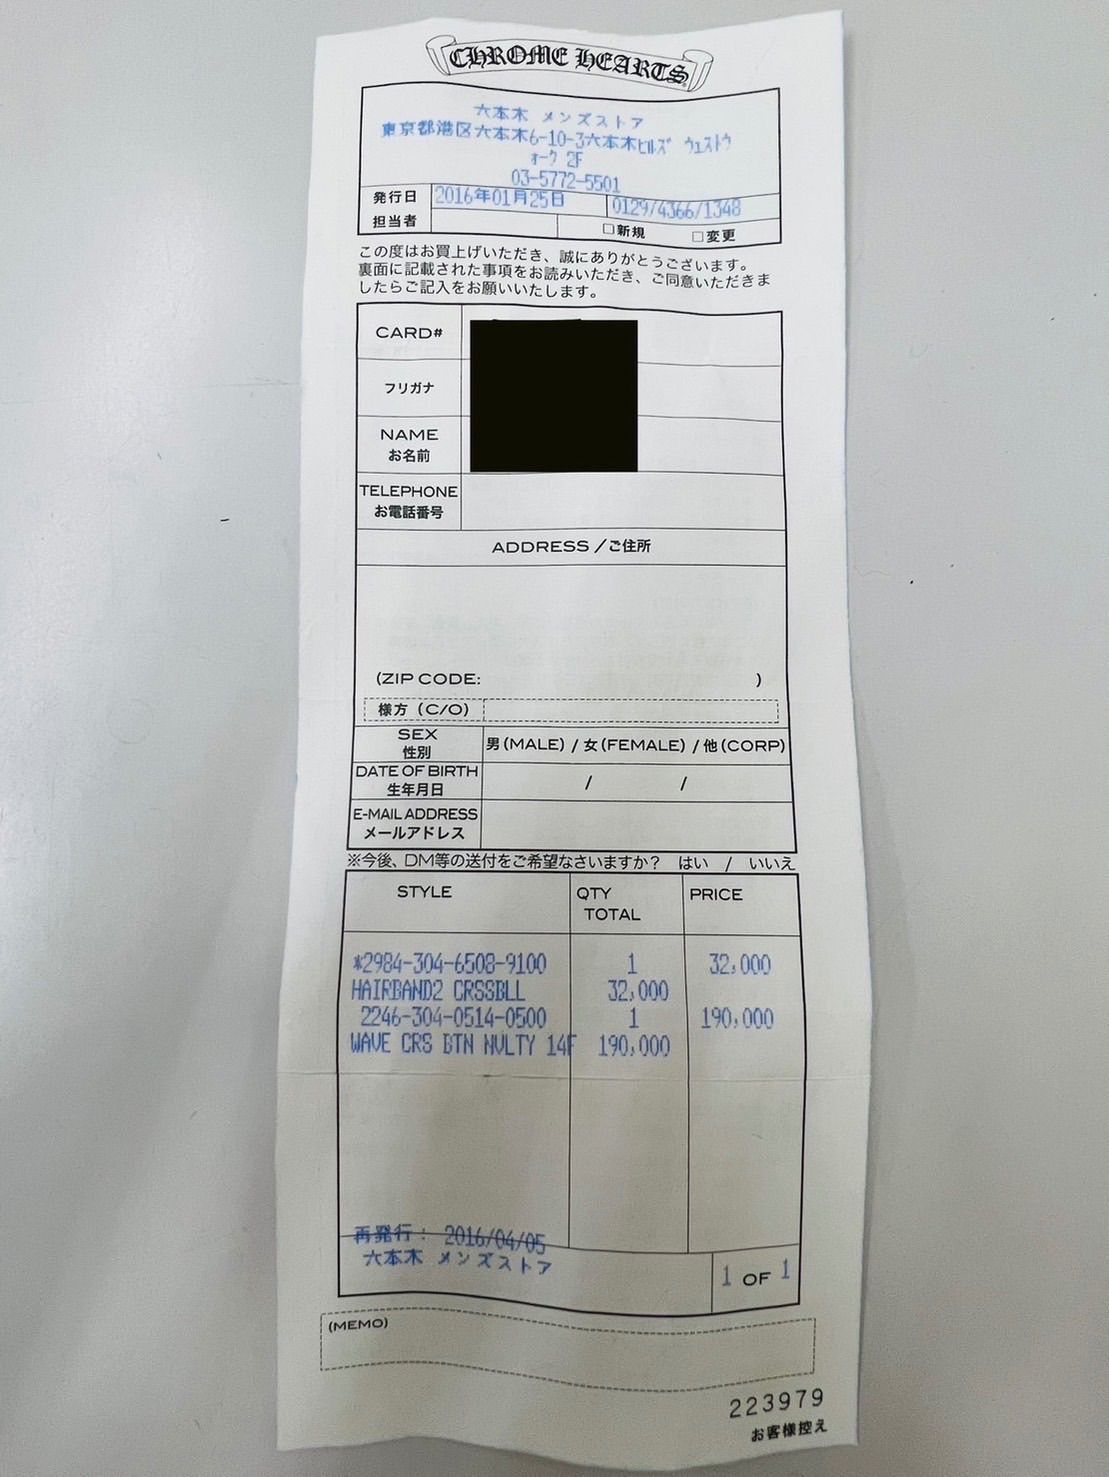 CHROME HEARTS
六本木 メンズストア
東京都港区六本木6-10-3六本木ヒルズ ウェストウ
ォーク 2F
03-5772-5501
発行日 2016年01月25日 0129/4366/1348
担当者 □新規 □変更
この度はお買上げいただき、誠にありがとうございます。
裏面に記載された事項をお読みいただき、ご同意いただきま
したらご記入をお願いいたします。
CARD#
フリガナ
NAME
お名前
TELEPHONE
お電話番号
ADDRESS／ご住所
(ZIP CODE: )
様方（C/O）
SEX
性別
男(MALE) / 女(FEMALE) / 他(CORP)
DATE OF BIRTH
生年月日
/ /
E-MAIL ADDRESS
メールアドレス
※今後、DM等の送付をご希望なさいますか？ はい / いいえ
STYLE QTY PRICE
TOTAL
*2984-304-6508-9100 1 32,000
HAIRBAND2 CRSSBLL 32,000
2246-304-0514-0500 1 190,000
WAVE CRS BTN NVLTY 14F 190,000
再発行: 2016/04/05
六本木 メンズストア
1 OF 1
(MEMO)
223979
お客様控え